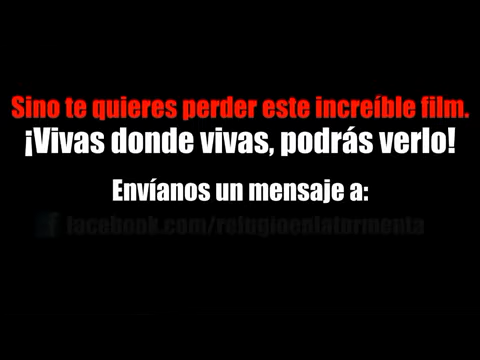 Sino te quieres perder este increíble film.
¡Vivas donde vivas, podrás verlo!
Envíanos un mensaje a:
facebook.com/refugioenlatormenta